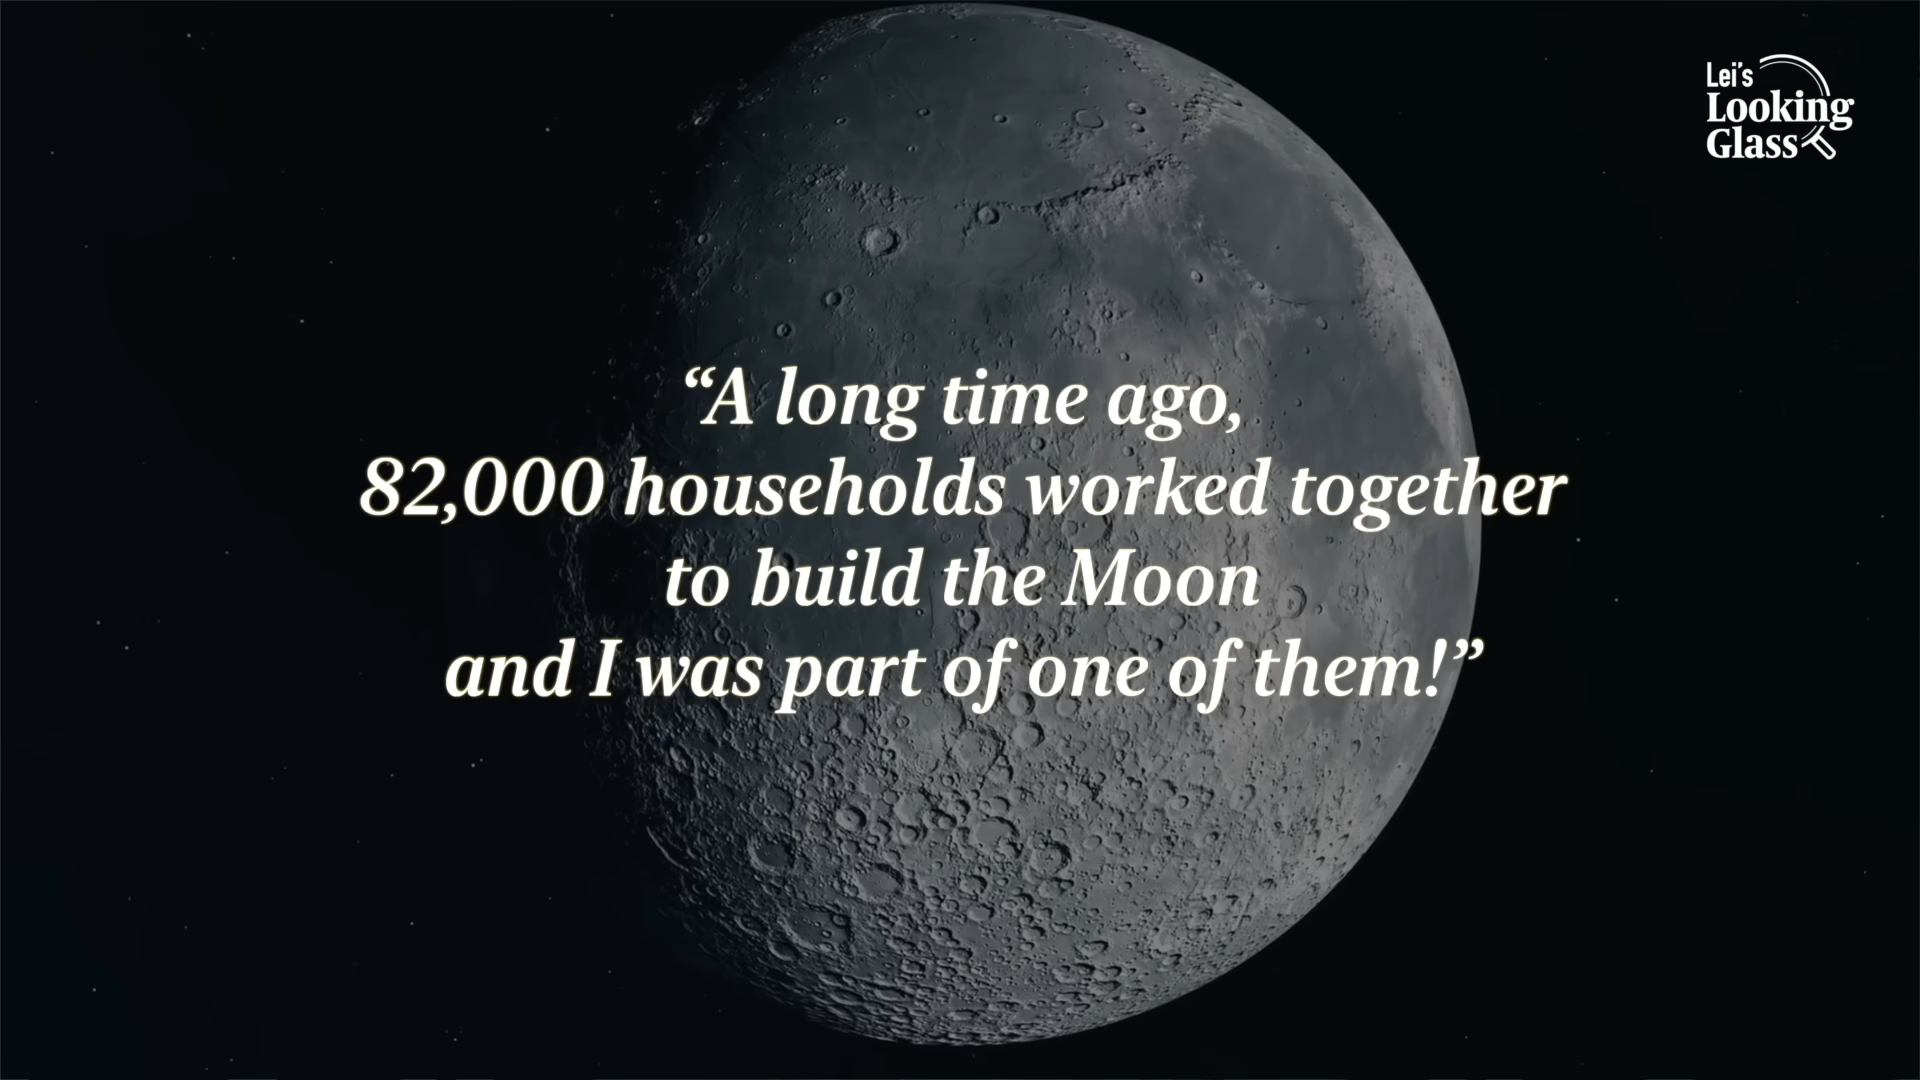 Lei's
Looking
Glass
“A long time ago,
82,000 households worked together
to build the Moon
and I was part of one of them!”